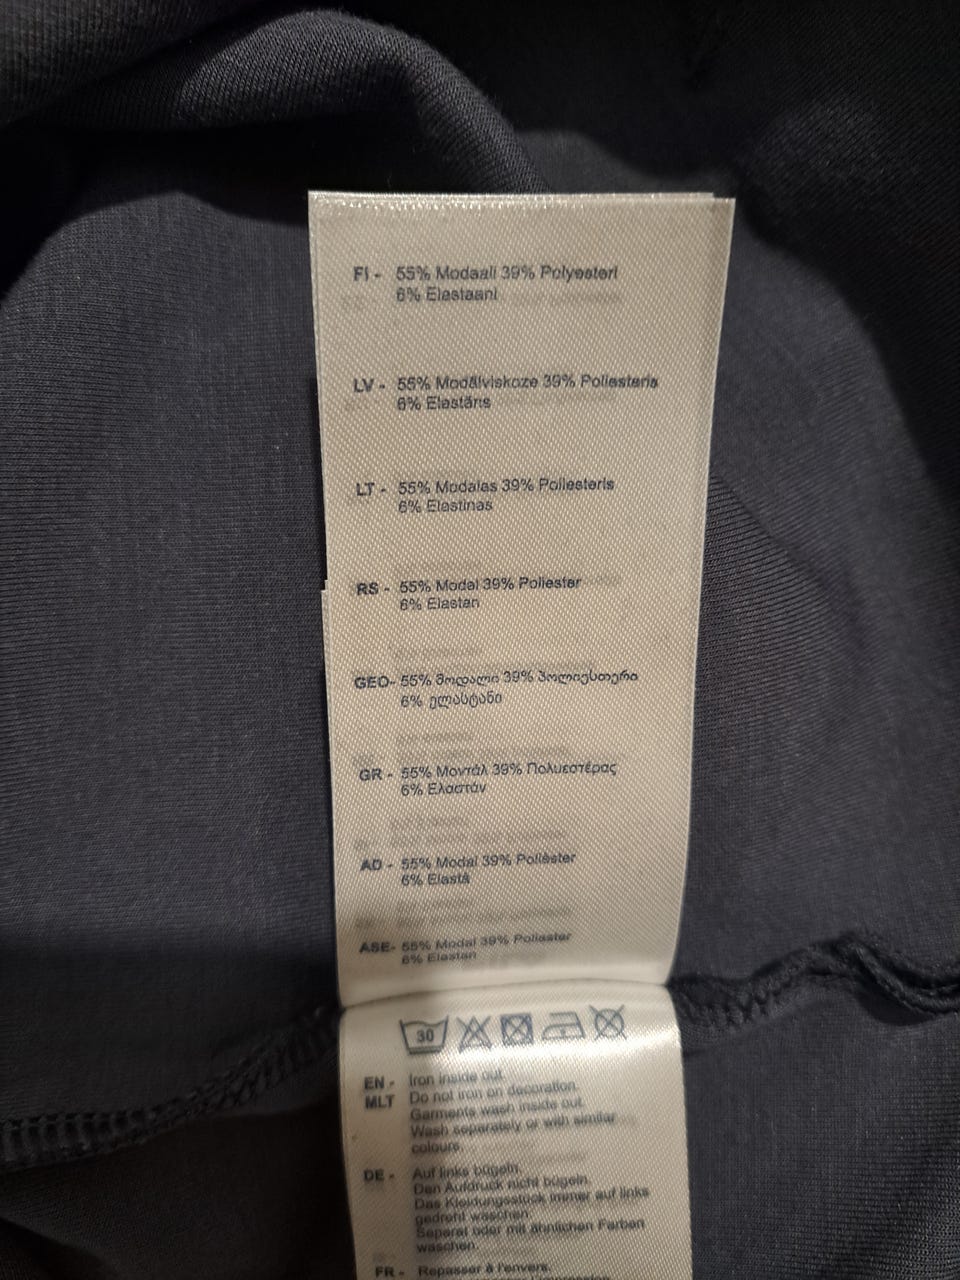 FI - 55% Modaali 39% Polyesteri
6% Elastaani
LV - 55% Modālviskoze 39% Poliesteris
6% Elastāns
LT - 55% Modalas 39% Poliesteris
6% Elastinas
RS - 55% Modal 39% Poliester
6% Elastan
GEO- 55% მოდალი 39% პოლიესთერი
6% ელასტანი
GR - 55% Μοντάλ 39% Πολυεστέρας
6% Ελαστάν
AD - 55% Modal 39% Polièster
6% Elastà
ASE- 55% Modal 39% Poliester
6% Elastan
30
EN - Iron inside out.
MLT Do not iron on decoration.
Garments wash inside out.
Wash separately or with similar
colours.
DE - Auf links bügeln.
Den Aufdruck nicht bügeln.
Das Kleidungsstück immer auf links
gedreht waschen.
Separat oder mit ähnlichen Farben
waschen.
FR - Repasser à l'envers.